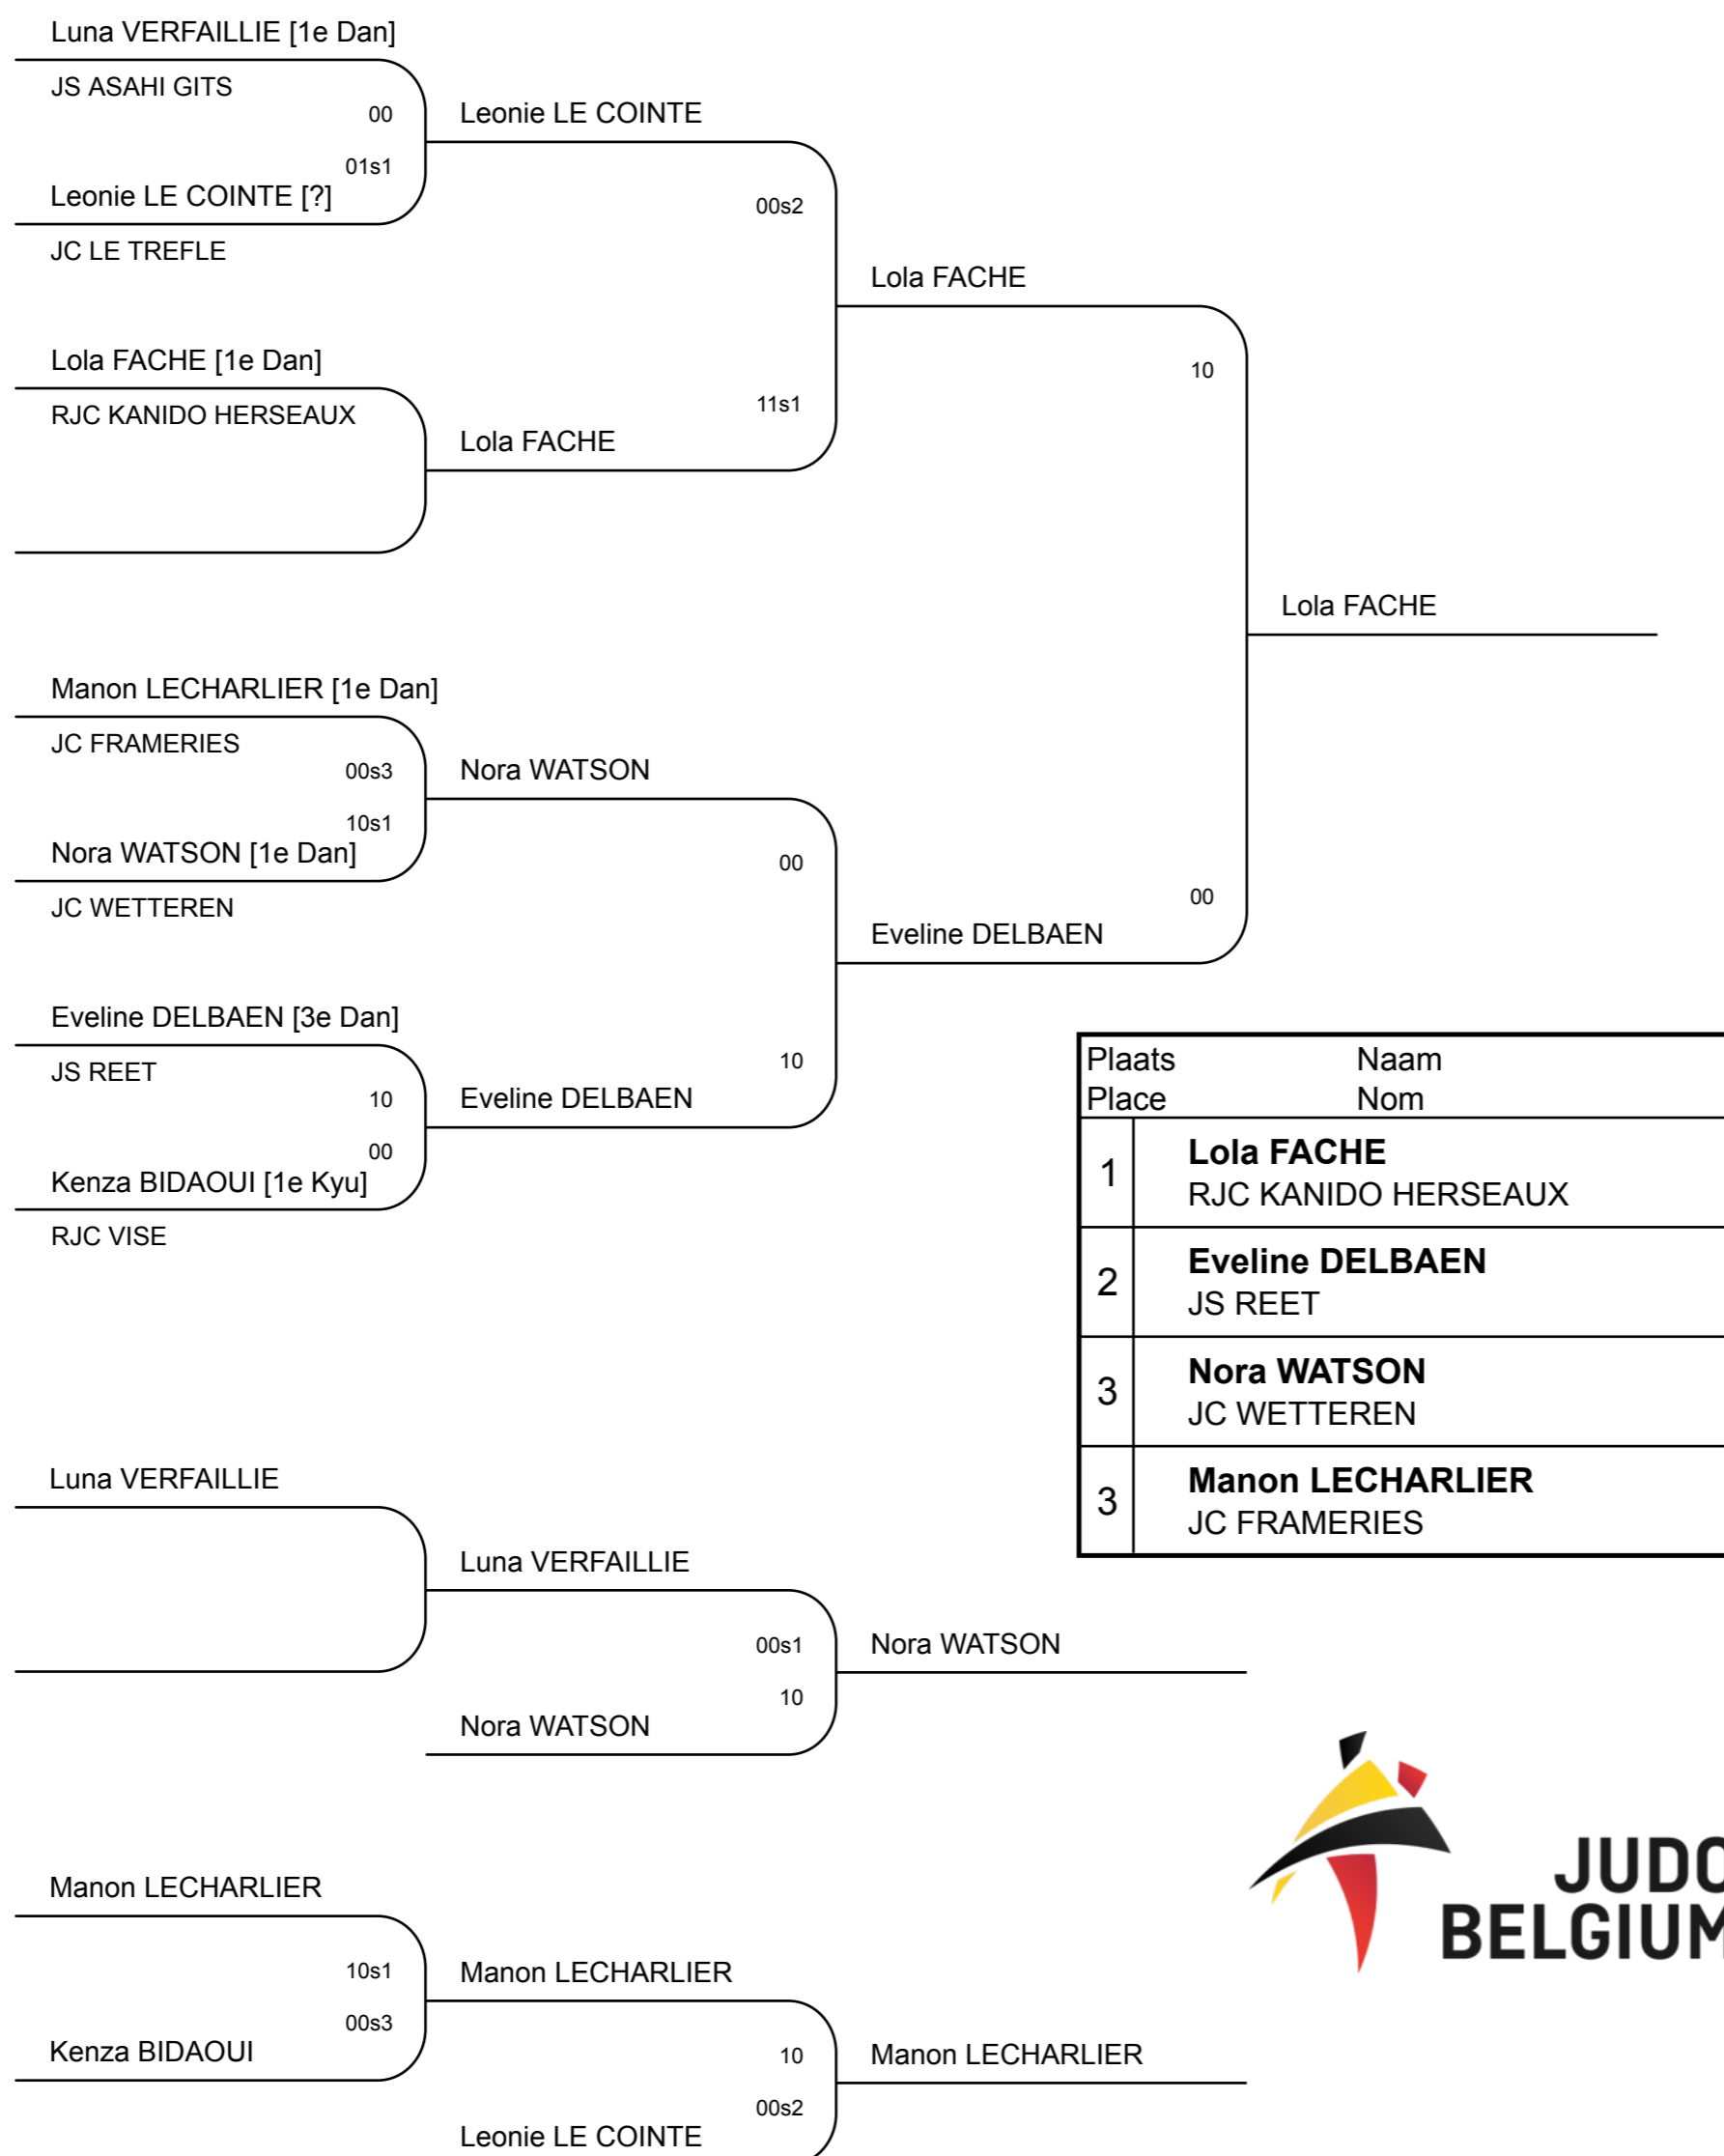 Luna VERFAILLIE [1e Dan]
JS ASAHI GITS
00
01s1
Leonie LE COINTE [?]
JC LE TREFLE
Leonie LE COINTE
00s2
Lola FACHE [1e Dan]
RJC KANIDO HERSEAUX
11s1
Lola FACHE
Lola FACHE
10
Lola FACHE
Manon LECHARLIER [1e Dan]
JC FRAMERIES
00s3
10s1
Nora WATSON [1e Dan]
JC WETTEREN
Nora WATSON
00
00
Eveline DELBAEN
Eveline DELBAEN [3e Dan]
JS REET
10
00
Kenza BIDAOUI [1e Kyu]
RJC VISE
10
Eveline DELBAEN
Plaats Naam
Place Nom
1 Lola FACHE
RJC KANIDO HERSEAUX
2 Eveline DELBAEN
JS REET
3 Nora WATSON
JC WETTEREN
3 Manon LECHARLIER
JC FRAMERIES
Luna VERFAILLIE
Luna VERFAILLIE
00s1
10
Nora WATSON
Nora WATSON
Manon LECHARLIER
10s1
00s3
Kenza BIDAOUI
Manon LECHARLIER
10
00s2
Leonie LE COINTE
Manon LECHARLIER
JUDO
BELGIUM